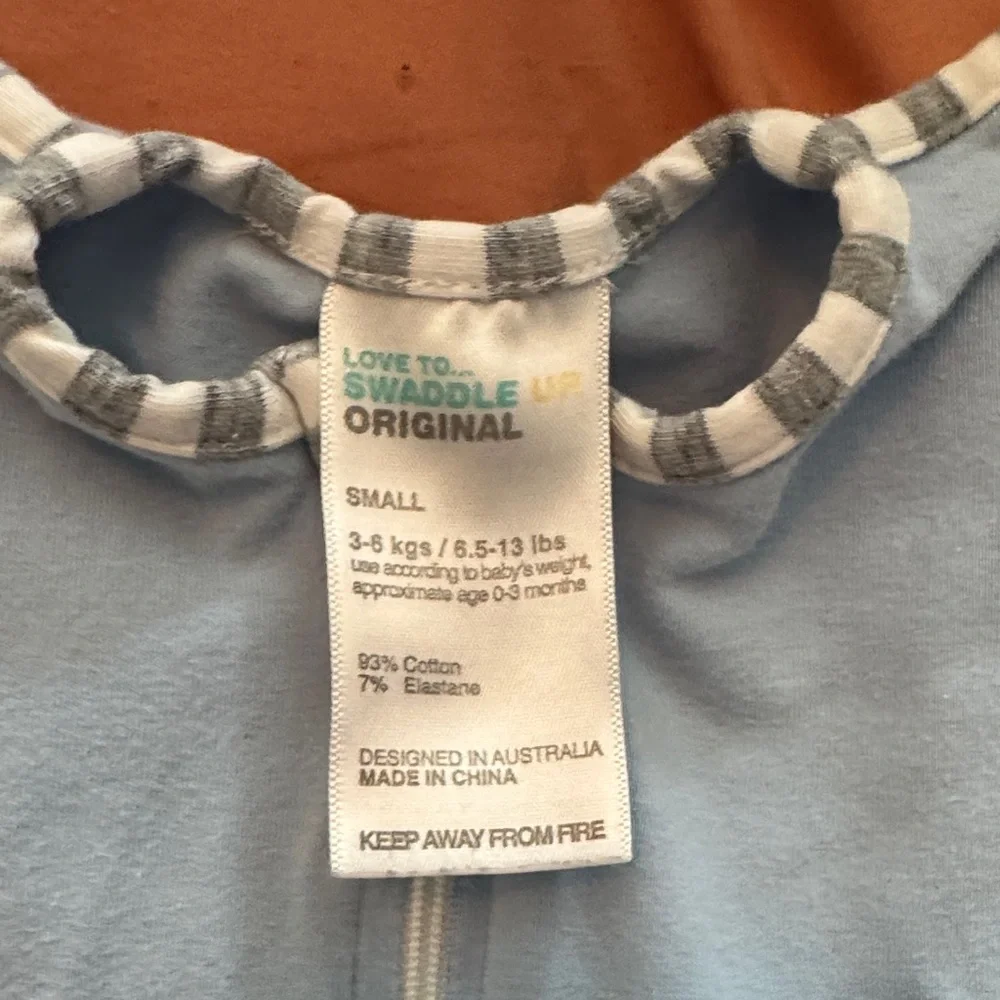 LOVE TO...
SWADDLE UP
ORIGINAL
SMALL
3-6 kgs / 6.5-13 lbs
use according to baby's weight,
approximate age 0-3 months
93% Cotton
7% Elastane
DESIGNED IN AUSTRALIA
MADE IN CHINA
KEEP AWAY FROM FIRE